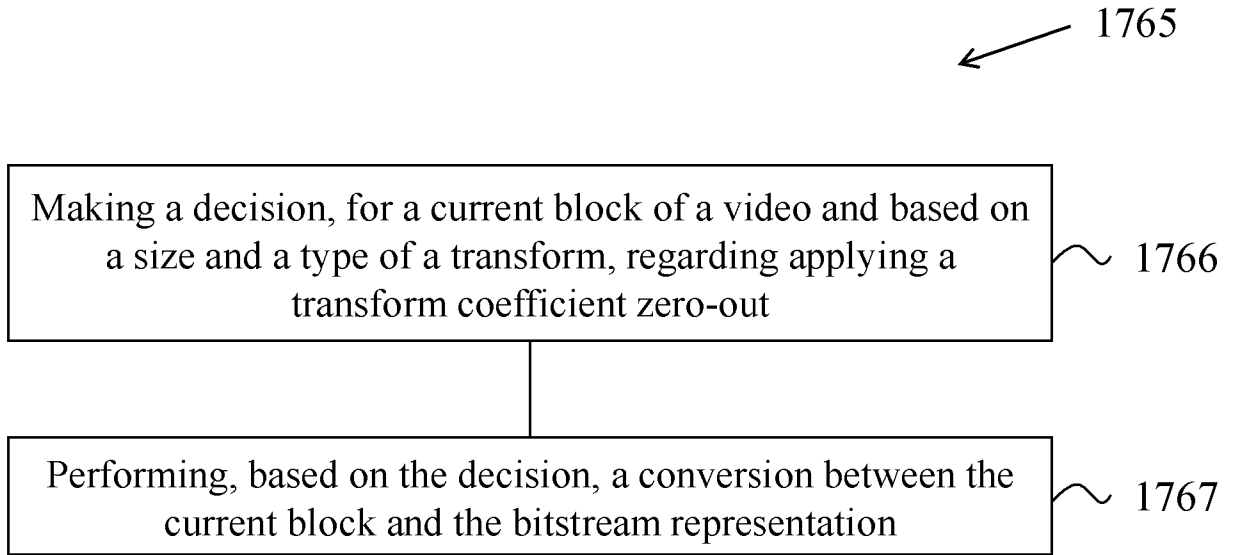 1765
Making a decision, for a current block of a video and based on
a size and a type of a transform, regarding applying a
transform coefficient zero-out
1766
Performing, based on the decision, a conversion between the
current block and the bitstream representation
1767